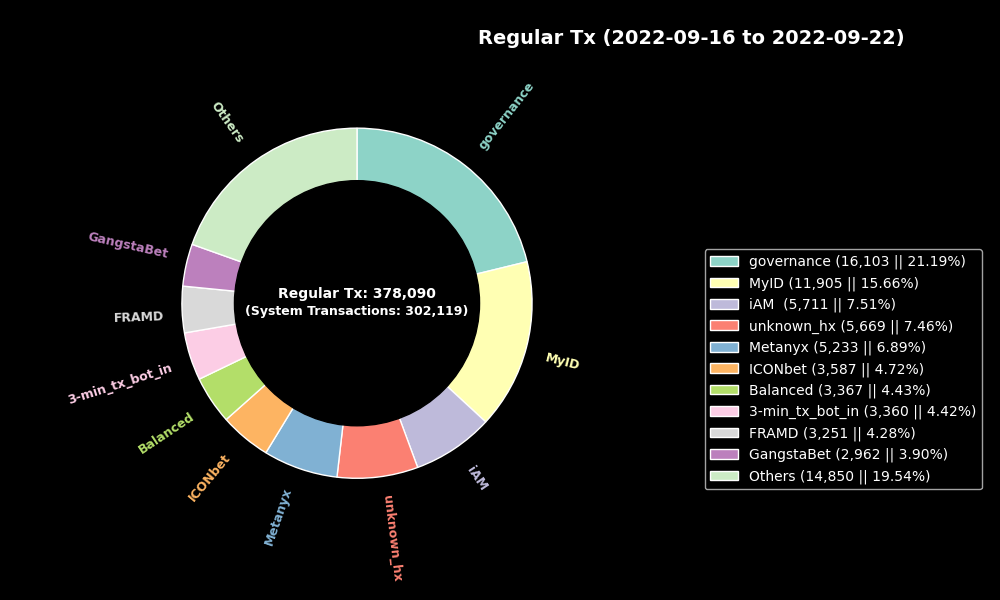 Regular Tx (2022-09-16 to 2022-09-22)
governance
Others
GangstaBet
FRAMD
MyID
3-min_tx_bot_in
Balanced
ICONbet
iAM
Metanyx
unknown_hx
Regular Tx: 378,090
(System Transactions: 302,119)
governance (16,103 || 21.19%)
MyID (11,905 || 15.66%)
iAM  (5,711 || 7.51%)
unknown_hx (5,669 || 7.46%)
Metanyx (5,233 || 6.89%)
ICONbet (3,587 || 4.72%)
Balanced (3,367 || 4.43%)
3-min_tx_bot_in (3,360 || 4.42%)
FRAMD (3,251 || 4.28%)
GangstaBet (2,962 || 3.90%)
Others (14,850 || 19.54%)